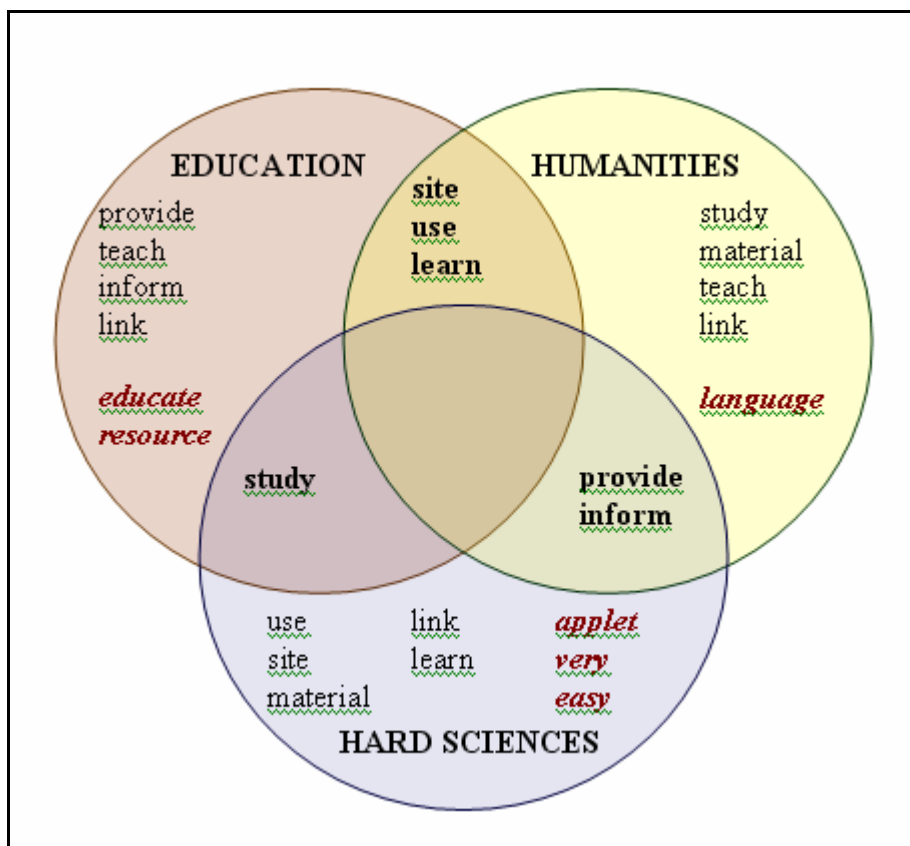 EDUCATION
provide
teach
inform
link
educate
resource
site
use
learn
HUMANITIES
study
material
teach
link
language
study
provide
inform
use
site
material
link
learn
applet
very
easy
HARD SCIENCES